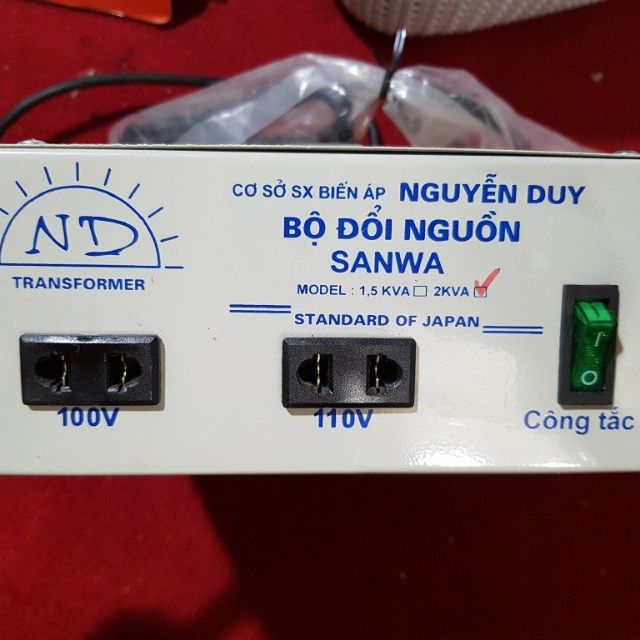 CƠ SỞ SX BIẾN ÁP NGUYỄN DUY
BỘ ĐỔI NGUỒN
SANWA
MODEL : 1,5 KVA 2KVA
STANDARD OF JAPAN
ND
TRANSFORMER
100V
110V
I
O
Công tắc